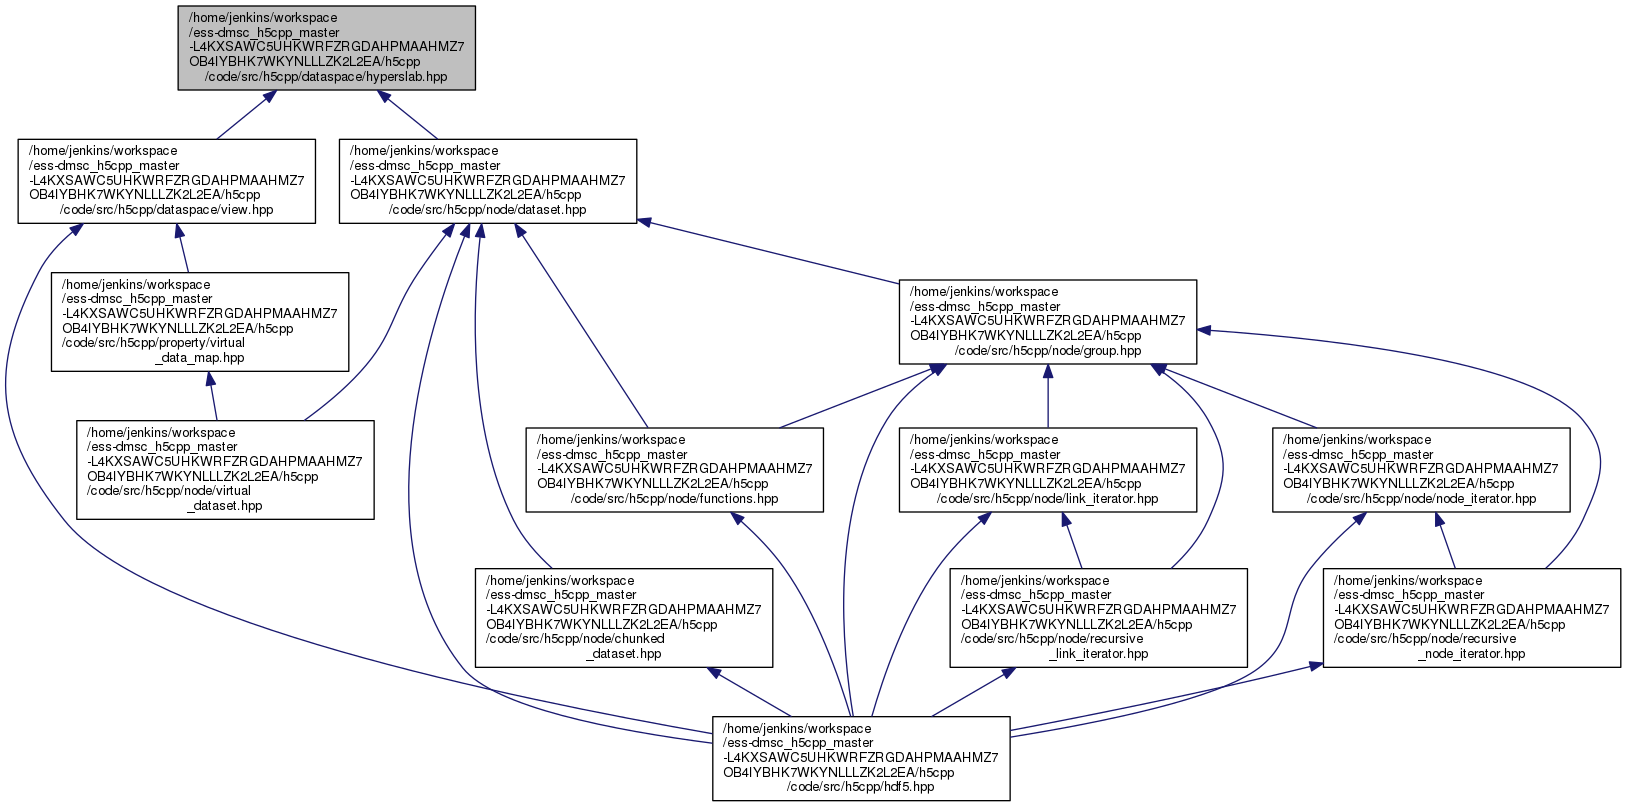 /home/jenkins/workspace
/ess-dmsc_h5cpp_master
-L4KXSAWC5UHKWRFZRGDAHPMAAHMZ7
OB4IYBHK7WKYNLLLZK2L2EA/h5cpp
/code/src/h5cpp/dataspace/hyperslab.hpp
/home/jenkins/workspace
/ess-dmsc_h5cpp_master
-L4KXSAWC5UHKWRFZRGDAHPMAAHMZ7
OB4IYBHK7WKYNLLLZK2L2EA/h5cpp
/code/src/h5cpp/dataspace/view.hpp
/home/jenkins/workspace
/ess-dmsc_h5cpp_master
-L4KXSAWC5UHKWRFZRGDAHPMAAHMZ7
OB4IYBHK7WKYNLLLZK2L2EA/h5cpp
/code/src/h5cpp/node/dataset.hpp
/home/jenkins/workspace
/ess-dmsc_h5cpp_master
-L4KXSAWC5UHKWRFZRGDAHPMAAHMZ7
OB4IYBHK7WKYNLLLZK2L2EA/h5cpp
/code/src/h5cpp/property/virtual
_data_map.hpp
/home/jenkins/workspace
/ess-dmsc_h5cpp_master
-L4KXSAWC5UHKWRFZRGDAHPMAAHMZ7
OB4IYBHK7WKYNLLLZK2L2EA/h5cpp
/code/src/h5cpp/node/group.hpp
/home/jenkins/workspace
/ess-dmsc_h5cpp_master
-L4KXSAWC5UHKWRFZRGDAHPMAAHMZ7
OB4IYBHK7WKYNLLLZK2L2EA/h5cpp
/code/src/h5cpp/node/virtual
_dataset.hpp
/home/jenkins/workspace
/ess-dmsc_h5cpp_master
-L4KXSAWC5UHKWRFZRGDAHPMAAHMZ7
OB4IYBHK7WKYNLLLZK2L2EA/h5cpp
/code/src/h5cpp/node/functions.hpp
/home/jenkins/workspace
/ess-dmsc_h5cpp_master
-L4KXSAWC5UHKWRFZRGDAHPMAAHMZ7
OB4IYBHK7WKYNLLLZK2L2EA/h5cpp
/code/src/h5cpp/node/link_iterator.hpp
/home/jenkins/workspace
/ess-dmsc_h5cpp_master
-L4KXSAWC5UHKWRFZRGDAHPMAAHMZ7
OB4IYBHK7WKYNLLLZK2L2EA/h5cpp
/code/src/h5cpp/node/node_iterator.hpp
/home/jenkins/workspace
/ess-dmsc_h5cpp_master
-L4KXSAWC5UHKWRFZRGDAHPMAAHMZ7
OB4IYBHK7WKYNLLLZK2L2EA/h5cpp
/code/src/h5cpp/node/chunked
_dataset.hpp
/home/jenkins/workspace
/ess-dmsc_h5cpp_master
-L4KXSAWC5UHKWRFZRGDAHPMAAHMZ7
OB4IYBHK7WKYNLLLZK2L2EA/h5cpp
/code/src/h5cpp/node/recursive
_link_iterator.hpp
/home/jenkins/workspace
/ess-dmsc_h5cpp_master
-L4KXSAWC5UHKWRFZRGDAHPMAAHMZ7
OB4IYBHK7WKYNLLLZK2L2EA/h5cpp
/code/src/h5cpp/node/recursive
_node_iterator.hpp
/home/jenkins/workspace
/ess-dmsc_h5cpp_master
-L4KXSAWC5UHKWRFZRGDAHPMAAHMZ7
OB4IYBHK7WKYNLLLZK2L2EA/h5cpp
/code/src/h5cpp/hdf5.hpp